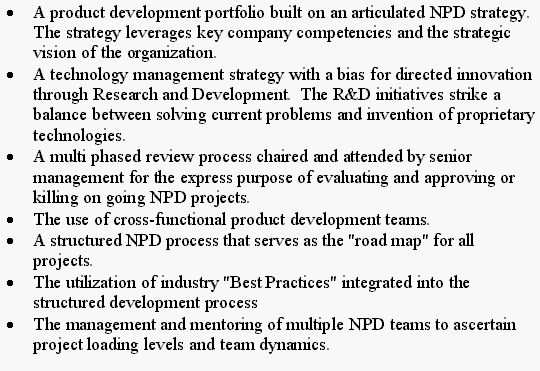 • A product development portfolio built on an articulated NPD strategy.
The strategy leverages key company competencies and the strategic
vision of the organization.
• A technology management strategy with a bias for directed innovation
through Research and Development.  The R&D initiatives strike a
balance between solving current problems and invention of proprietary
technologies.
• A multi phased review process chaired and attended by senior
management for the express purpose of evaluating and approving or
killing on going NPD projects.
• The use of cross-functional product development teams.
• A structured NPD process that serves as the "road map" for all
projects.
• The utilization of industry "Best Practices" integrated into the
structured development process
• The management and mentoring of multiple NPD teams to ascertain
project loading levels and team dynamics.